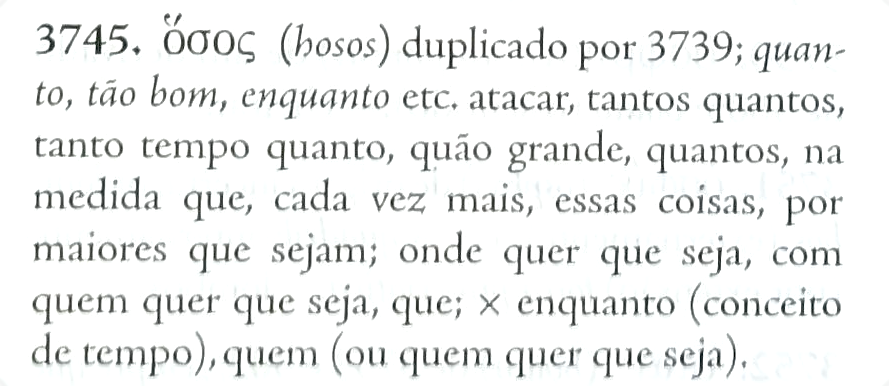 3745. ὅσος (hosos) duplicado por 3739; quan-
to, tão bom, enquanto etc. atacar, tantos quantos,
tanto tempo quanto, quão grande, quantos, na
medida que, cada vez mais, essas coisas, por
maiores que sejam; onde quer que seja, com
quem quer que seja, que; × enquanto (conceito
de tempo), quem (ou quem quer que seja).